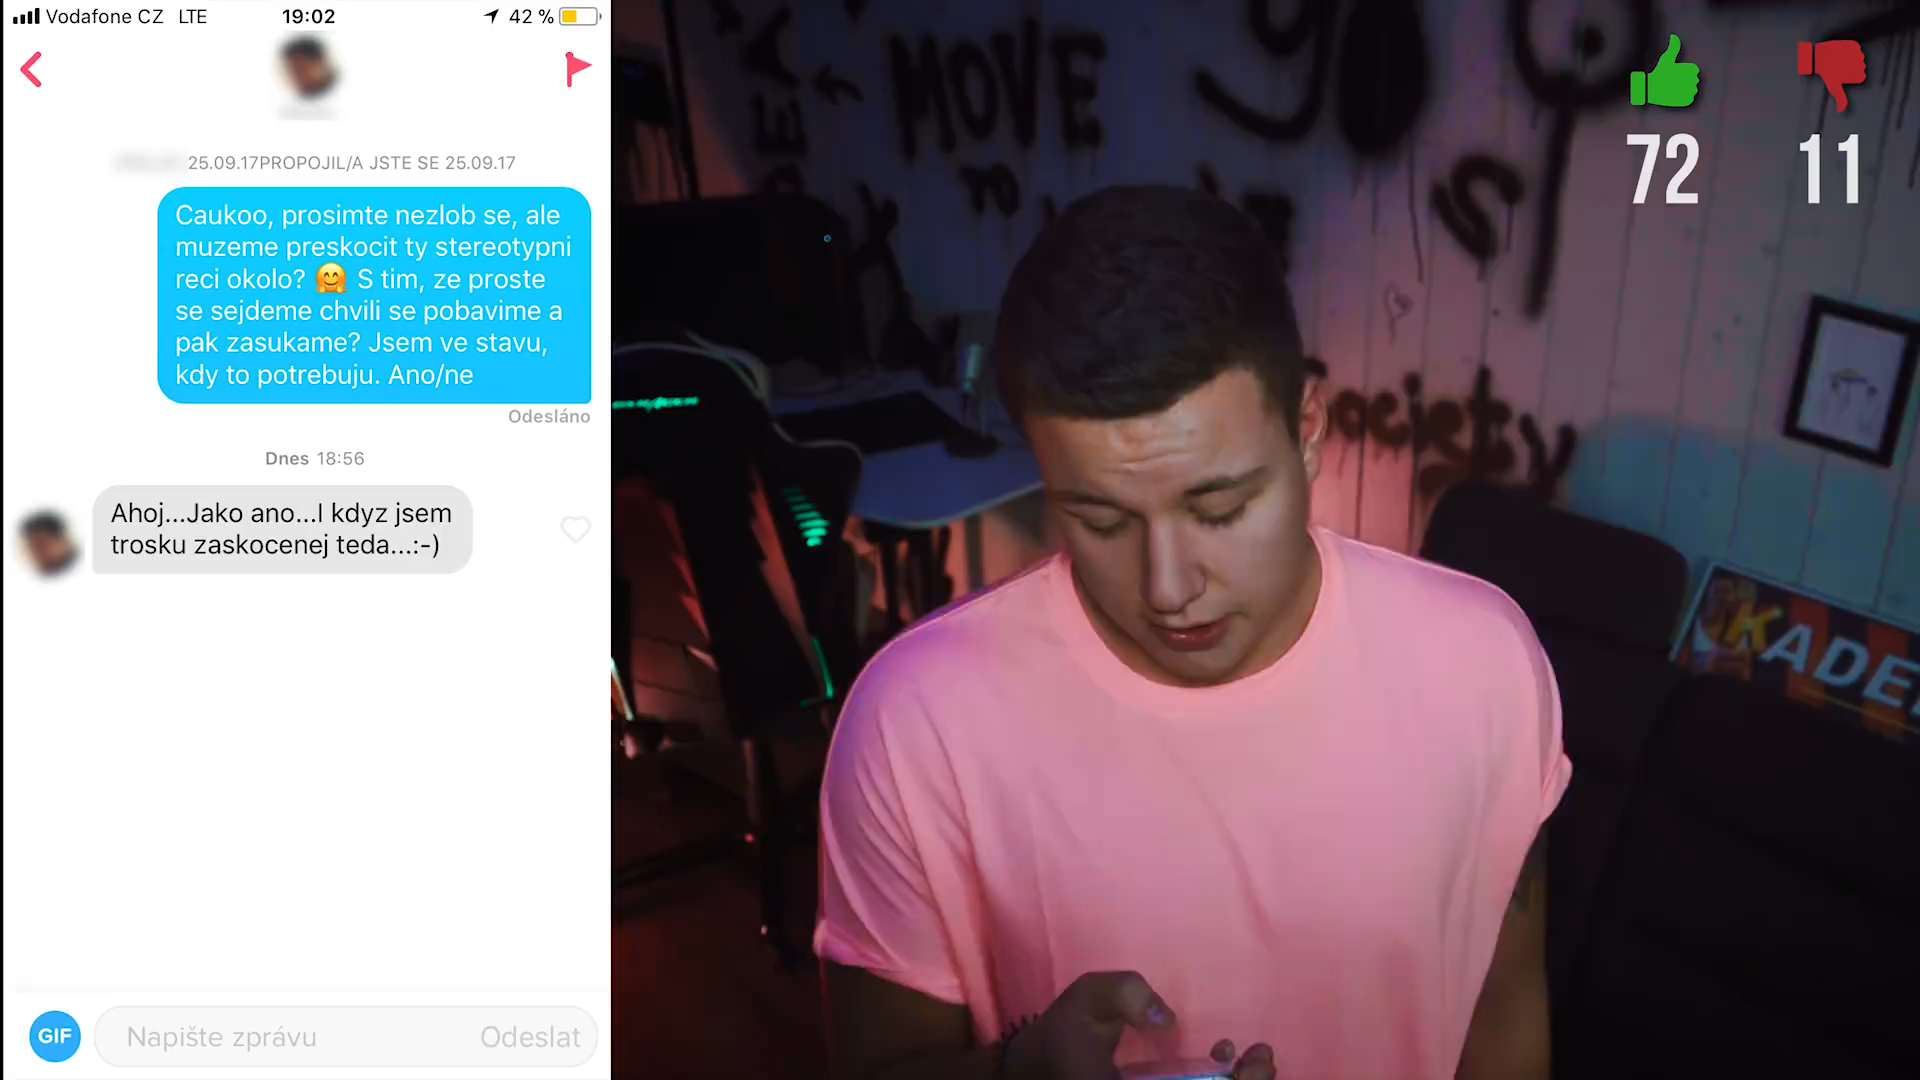 Vodafone CZ LTE
19:02
42 %
25.09.17PROPOJIL/A JSTE SE 25.09.17
Caukoo, prosimte nezlob se, ale
muzeme preskocit ty stereotypni
reci okolo? 🤗 S tim, ze proste
se sejdeme chvili se pobavime a
pak zasukame? Jsem ve stavu,
kdy to potrebuju. Ano/ne
Odesláno
Dnes 18:56
Ahoj...Jako ano...I kdyz jsem
trosku zaskocenej teda...:-)
GIF
Napište zprávu
Odeslat
72
11
MOVE
TO
society
KADE